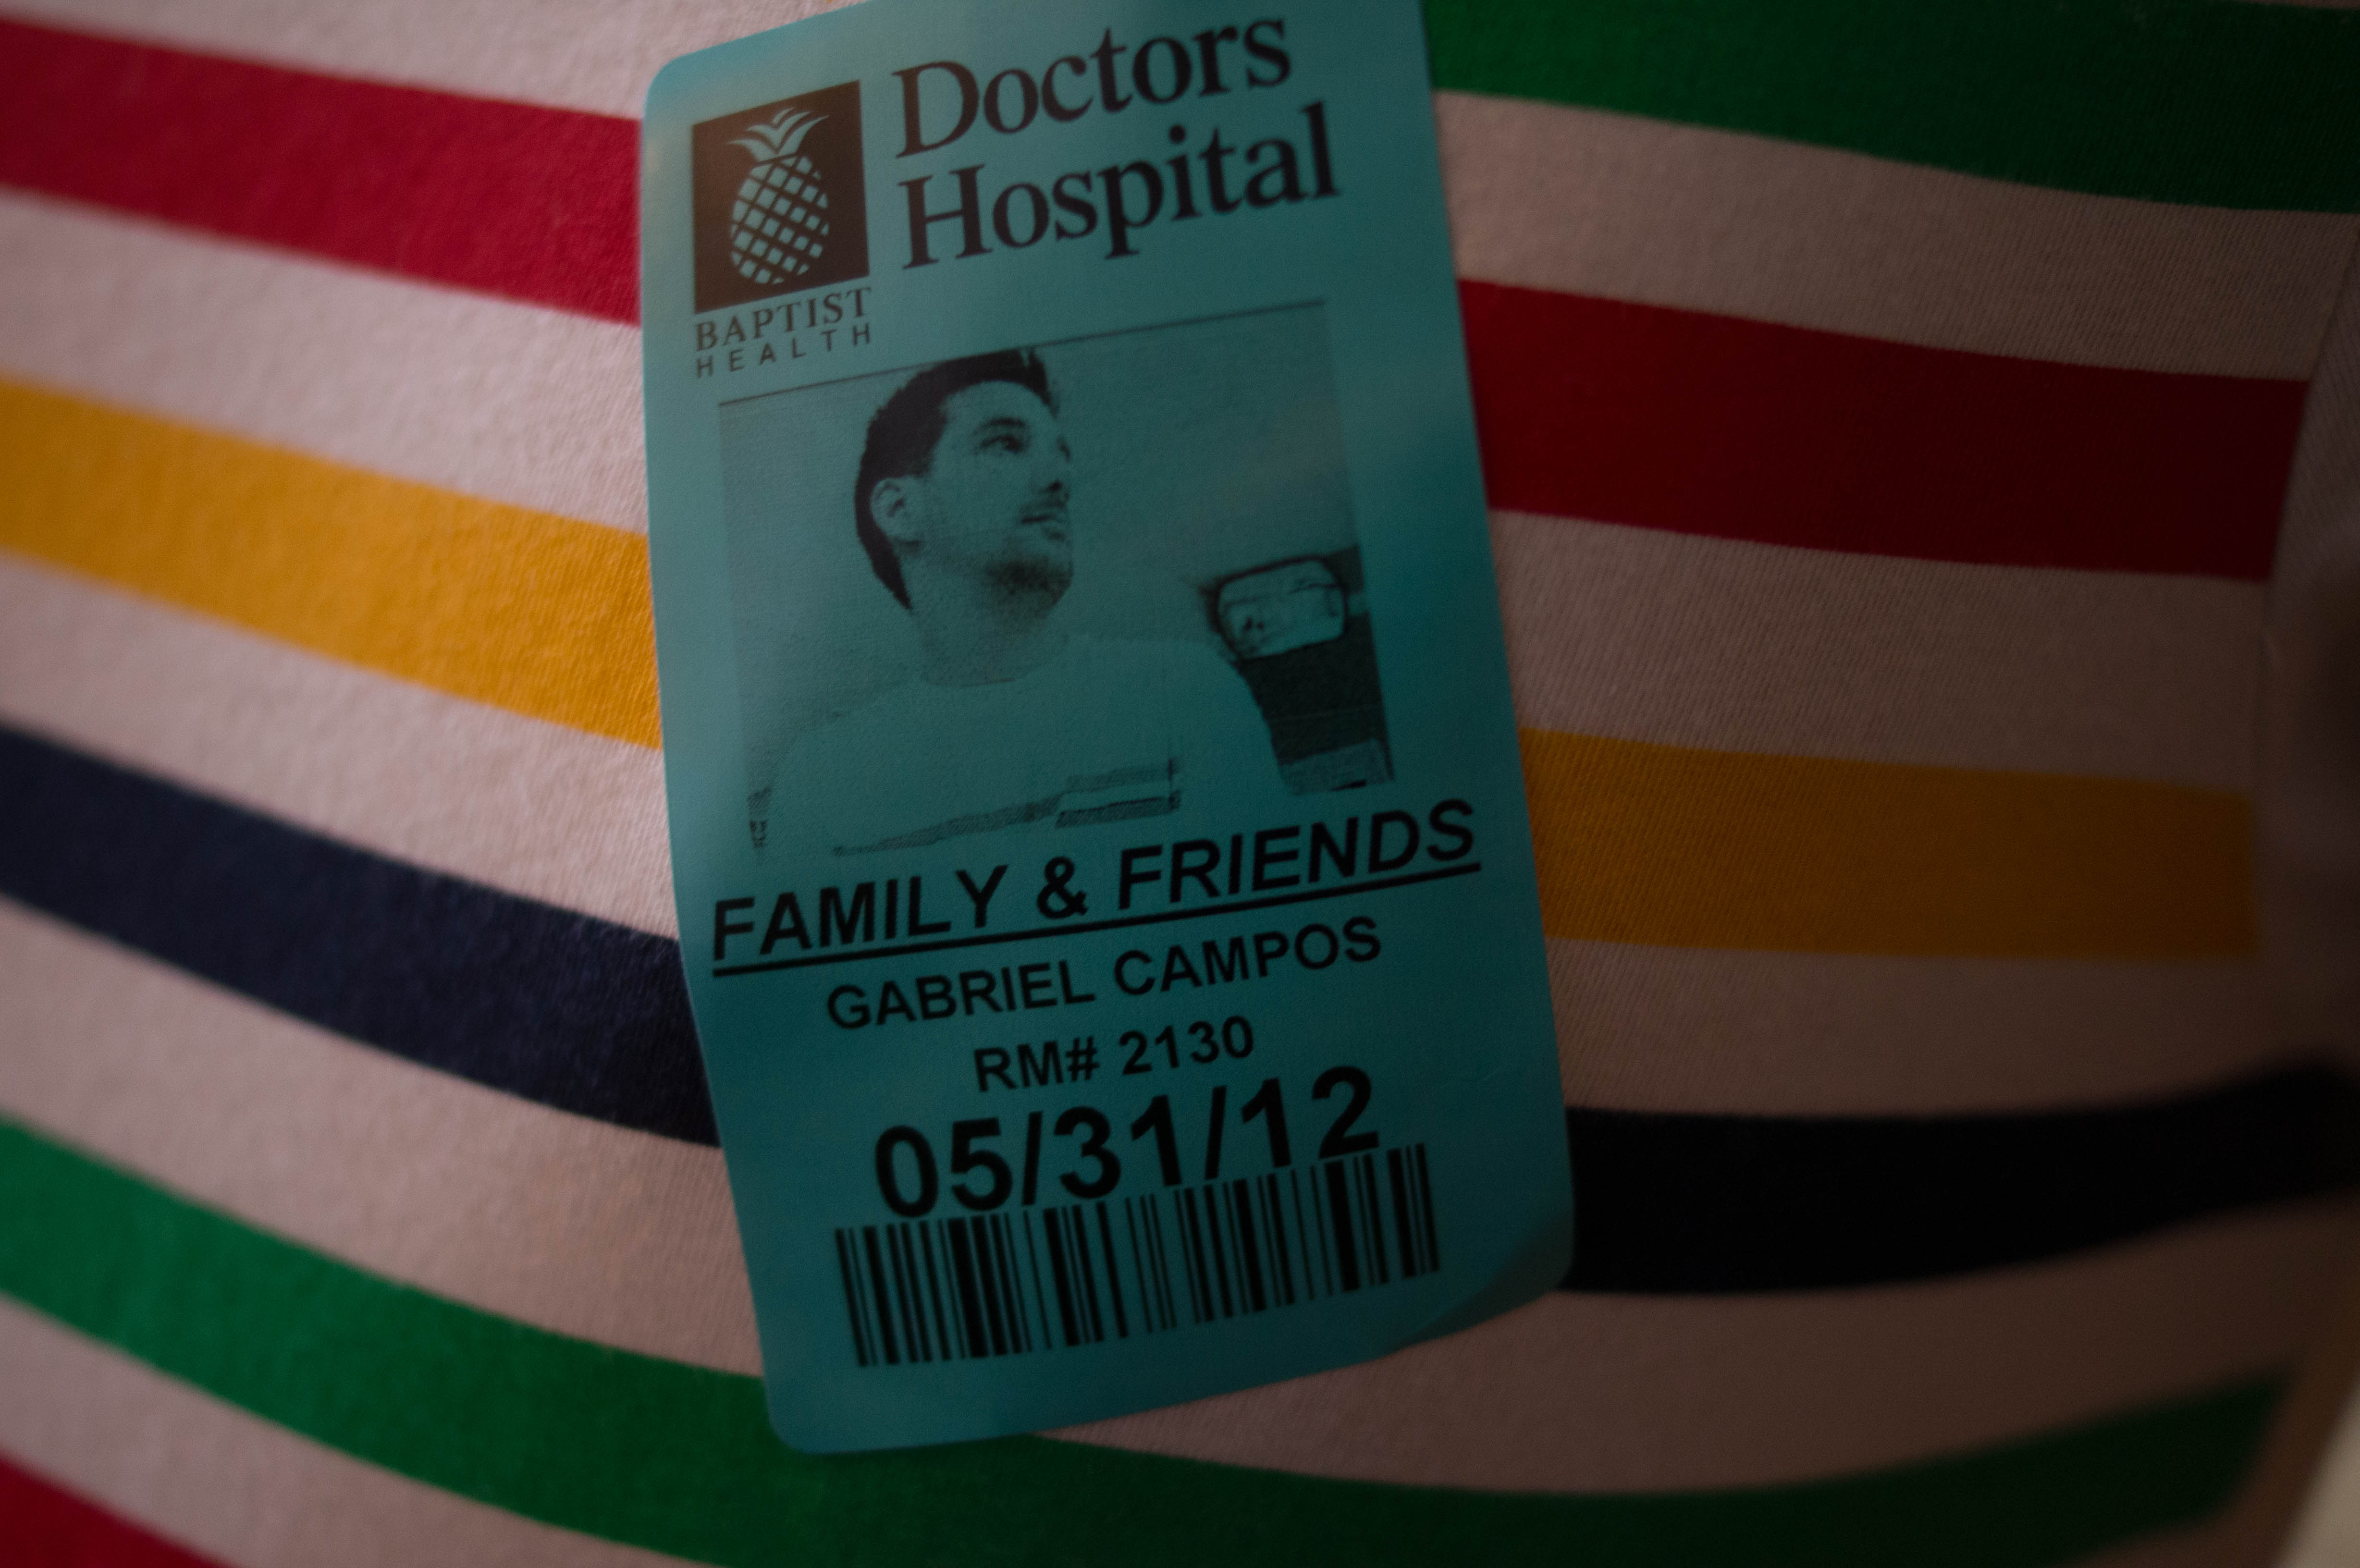 Doctors
Hospital
BAPTIST
HEALTH
FAMILY & FRIENDS
GABRIEL CAMPOS
RM# 2130
05/31/12